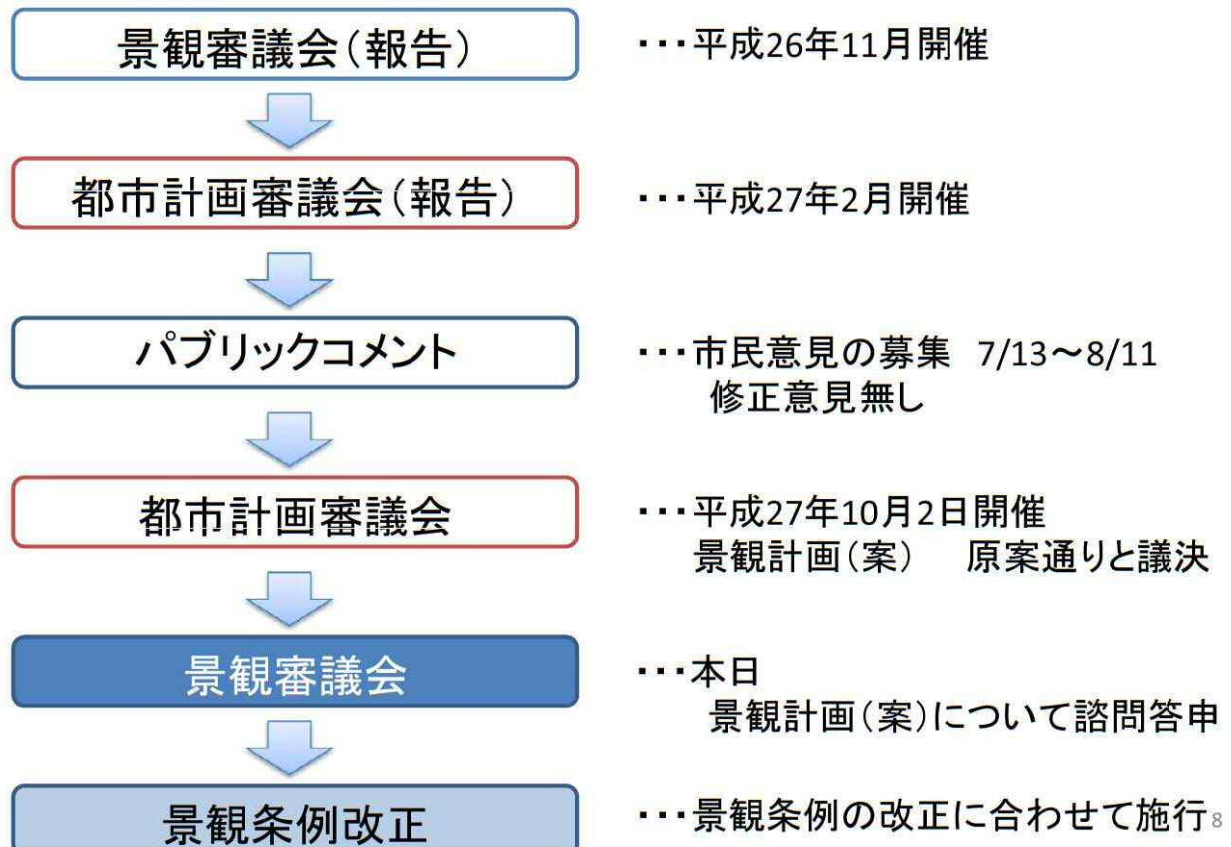 景観審議会（報告）
・・・平成26年11月開催
都市計画審議会（報告）
・・・平成27年2月開催
パブリックコメント
・・・市民意見の募集　7/13～8/11
修正意見無し
都市計画審議会
・・・平成27年10月2日開催
景観計画（案）　原案通りと議決
景観審議会
・・・本日
景観計画（案）について諮問答申
景観条例改正
・・・景観条例の改正に合わせて施行
8